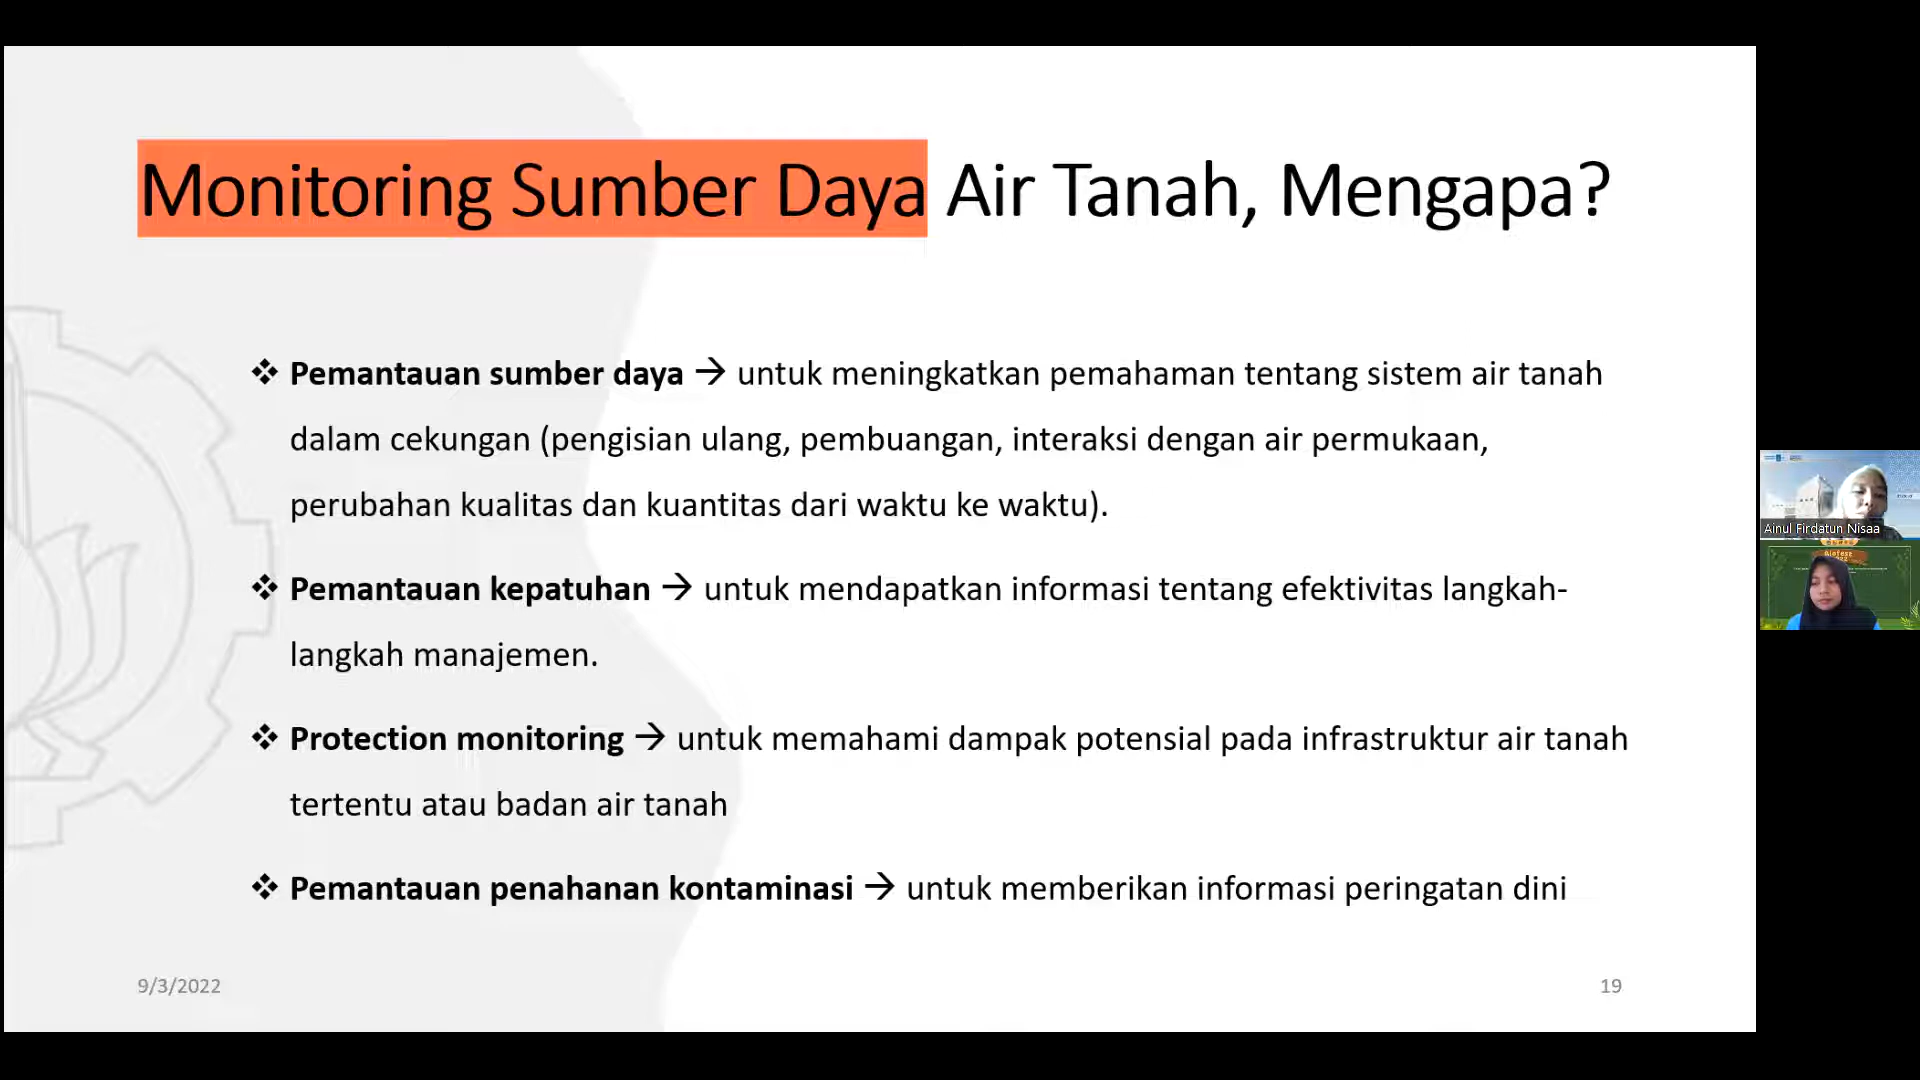 Monitoring Sumber Daya Air Tanah, Mengapa?
❖ Pemantauan sumber daya → untuk meningkatkan pemahaman tentang sistem air tanah
dalam cekungan (pengisian ulang, pembuangan, interaksi dengan air permukaan,
perubahan kualitas dan kuantitas dari waktu ke waktu).
❖ Pemantauan kepatuhan → untuk mendapatkan informasi tentang efektivitas langkah-
langkah manajemen.
❖ Protection monitoring → untuk memahami dampak potensial pada infrastruktur air tanah
tertentu atau badan air tanah
❖ Pemantauan penahanan kontaminasi → untuk memberikan informasi peringatan dini
9/3/2022
19
Ainul Firdatun Nisaa